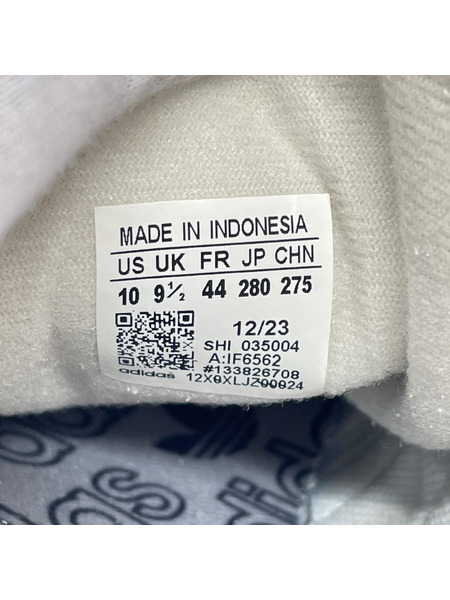 MADE IN INDONESIA
US UK FR JP CHN
10 9½ 44 280 275
12/23
SHI 035004
A:IF6562
#133826708
adidas 12X0XLJZ00024